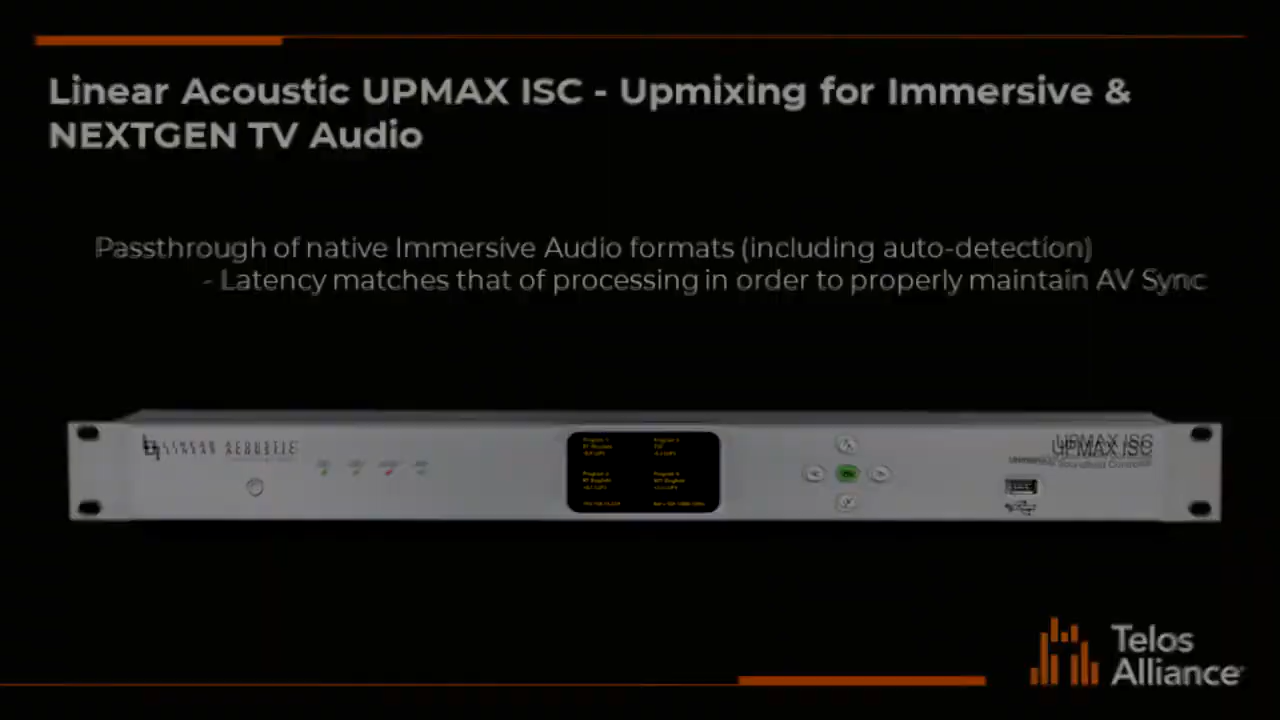 Linear Acoustic UPMAX ISC - Upmixing for Immersive &
NEXTGEN TV Audio
Passthrough of native Immersive Audio formats (including auto-detection)
- Latency matches that of processing in order to properly maintain AV Sync
LINEAR ACOUSTIC
UPMAX ISC
Telos
Alliance